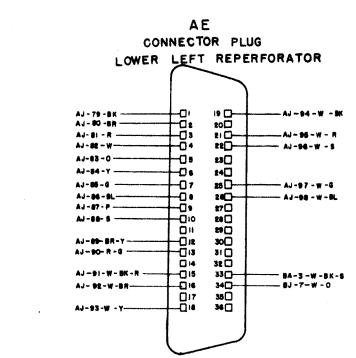 AE
CONNECTOR PLUG
LOWER LEFT REPERFORATOR
AJ-79-BK 1 19 AJ-94-W-BK
AJ-80-BR 2 20
AJ-81-R 3 21 AJ-95-W-R
AJ-82-W 4 22 AJ-96-W-S
AJ-83-O 5 23
AJ-84-Y 6 24
AJ-85-G 7 25 AJ-97-W-G
AJ-86-BL 8 26 AJ-98-W-BL
AJ-87-P 9 27
AJ-88-S 10 28
11 29
AJ-89-BR-Y 12 30
AJ-90-R-G 13 31
14 32
AJ-91-W-BK-R 15 33 BA-3-W-BK-S
AJ-92-W-BR 16 34 BJ-7-W-O
17 35
AJ-93-W-Y 18 36